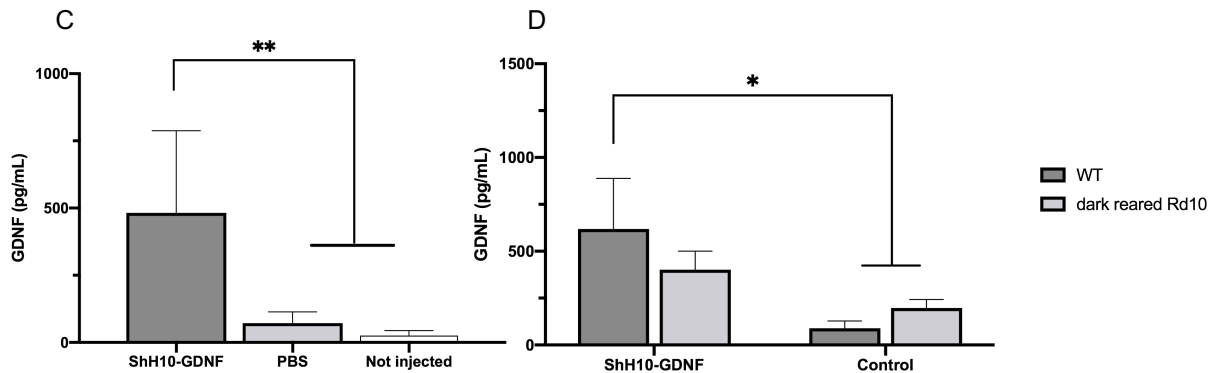 C
**
GDNF (pg/mL)
1000
500
0
ShH10-GDNF PBS Not injected
D
*
GDNF (pg/mL)
1500
1000
500
0
ShH10-GDNF Control
WT
dark reared Rd10